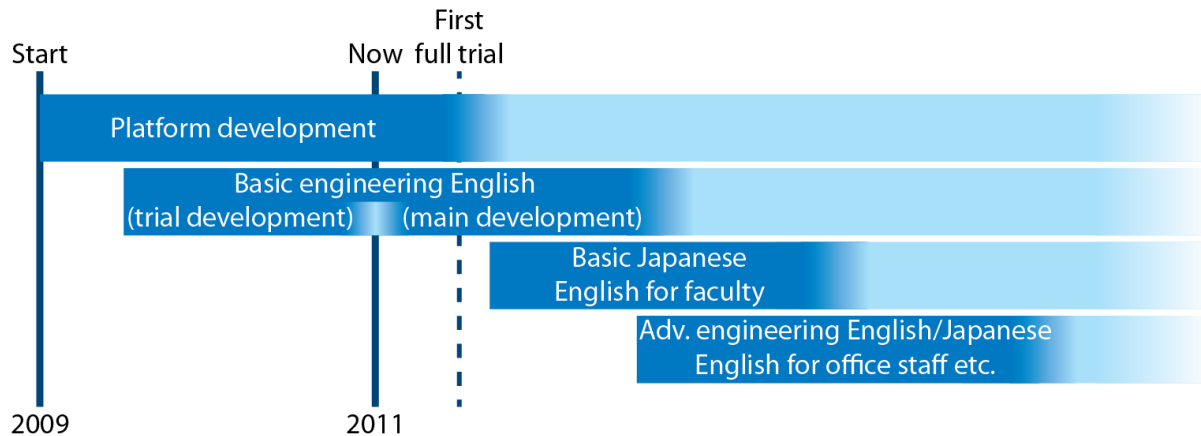 First
Start Now full trial
Platform development
Basic engineering English
(trial development) (main development)
Basic Japanese
English for faculty
Adv. engineering English/Japanese
English for office staff etc.
2009 2011